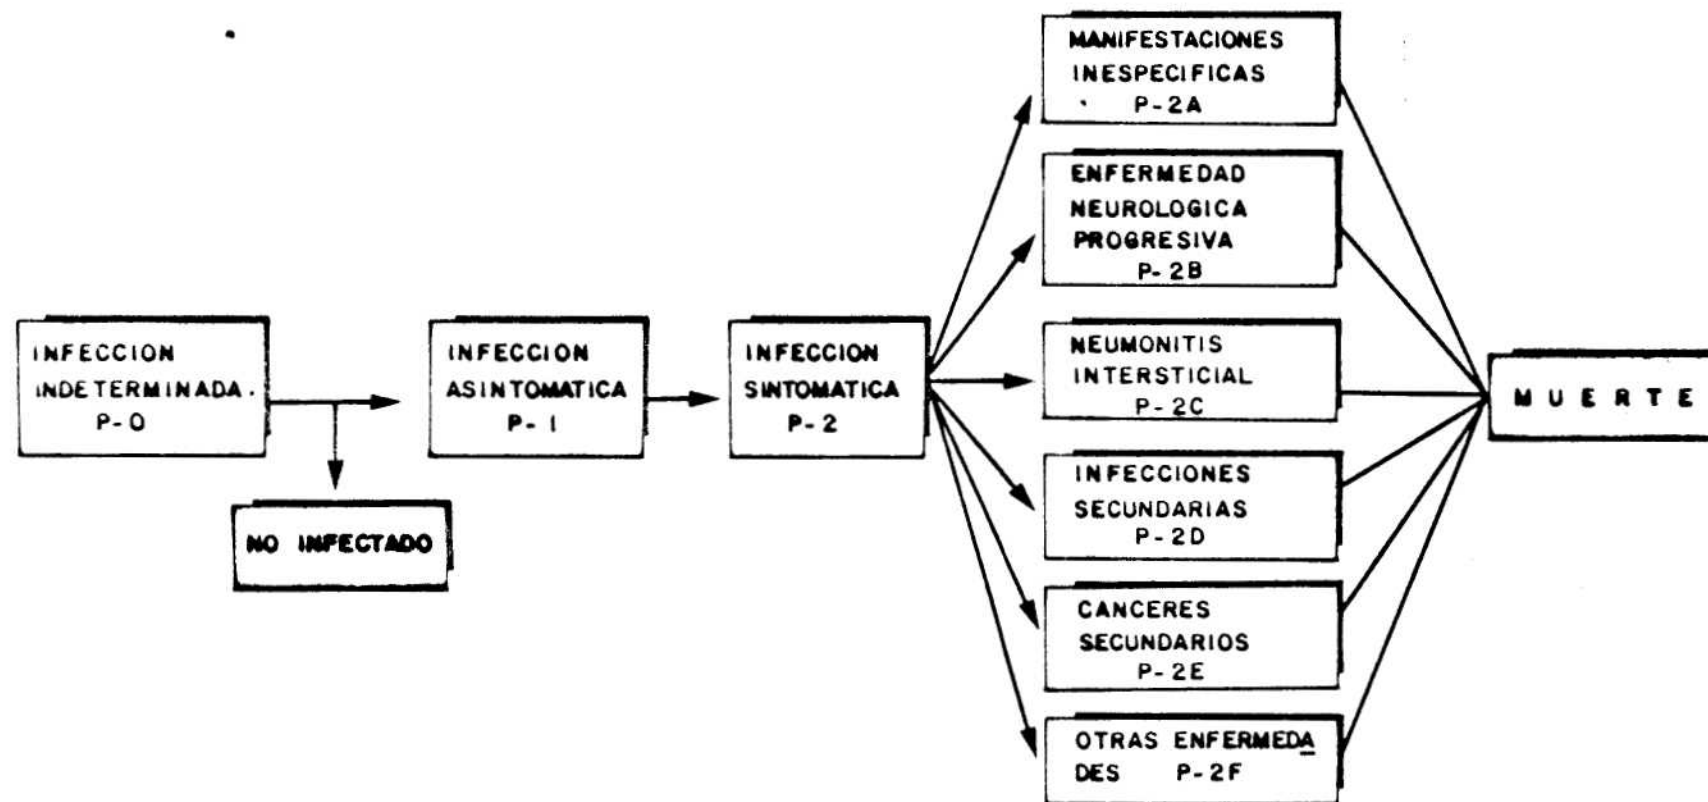 INFECCION
INDETERMINADA.
P-0
NO INFECTADO
INFECCION
ASINTOMATICA
P-1
INFECCION
SINTOMATICA
P-2
MANIFESTACIONES
INESPECIFICAS
P-2A
ENFERMEDAD
NEUROLOGICA
PROGRESIVA
P-2B
NEUMONITIS
INTERSTICIAL
P-2C
INFECCIONES
SECUNDARIAS
P-2D
CANCERES
SECUNDARIOS
P-2E
OTRAS ENFERMEDA
DES P-2F
MUERTE